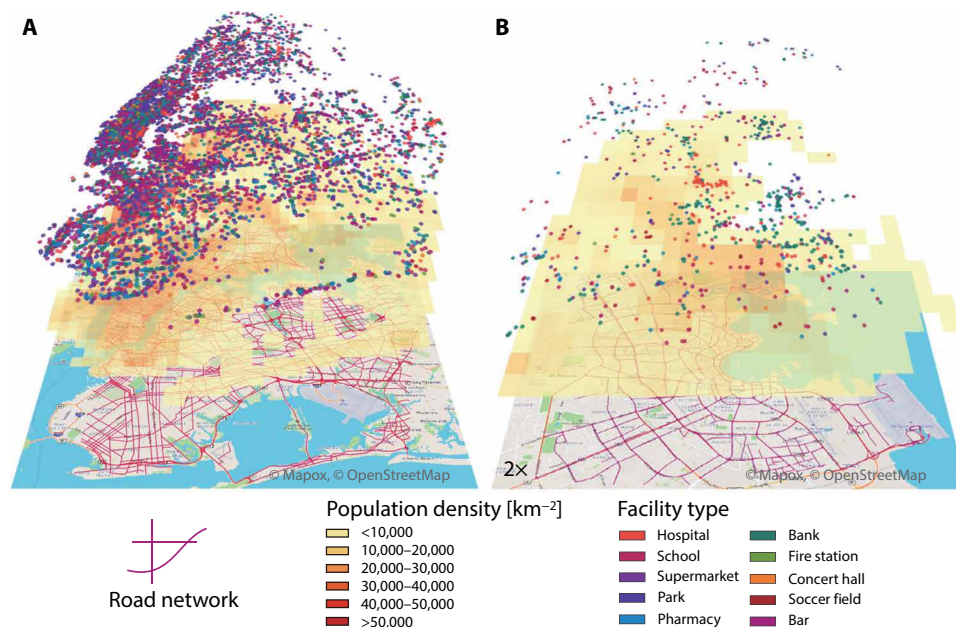 A
B
2×
© Mapox, © OpenStreetMap
© Mapox, © OpenStreetMap
Road network
Population density [km⁻²]
<10,000
10,000–20,000
20,000–30,000
30,000–40,000
40,000–50,000
>50.000
Facility type
Hospital
School
Supermarket
Park
Pharmacy
Bank
Fire station
Concert hall
Soccer field
Bar